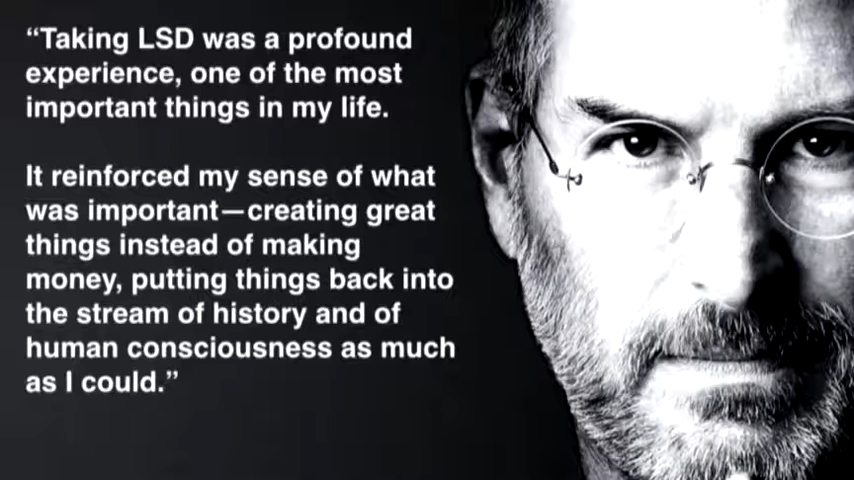 “Taking LSD was a profound
experience, one of the most
important things in my life.
It reinforced my sense of what
was important—creating great
things instead of making
money, putting things back into
the stream of history and of
human consciousness as much
as I could.”